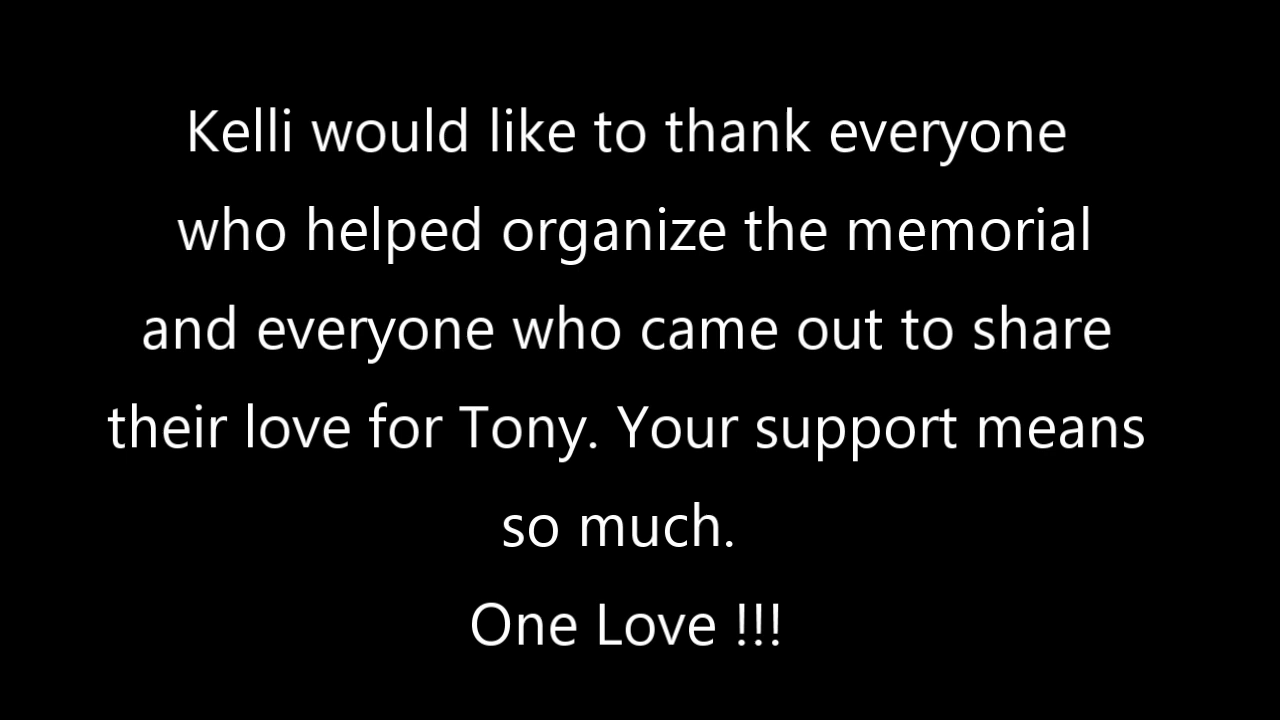 Kelli would like to thank everyone
who helped organize the memorial
and everyone who came out to share
their love for Tony. Your support means
so much.
One Love !!!